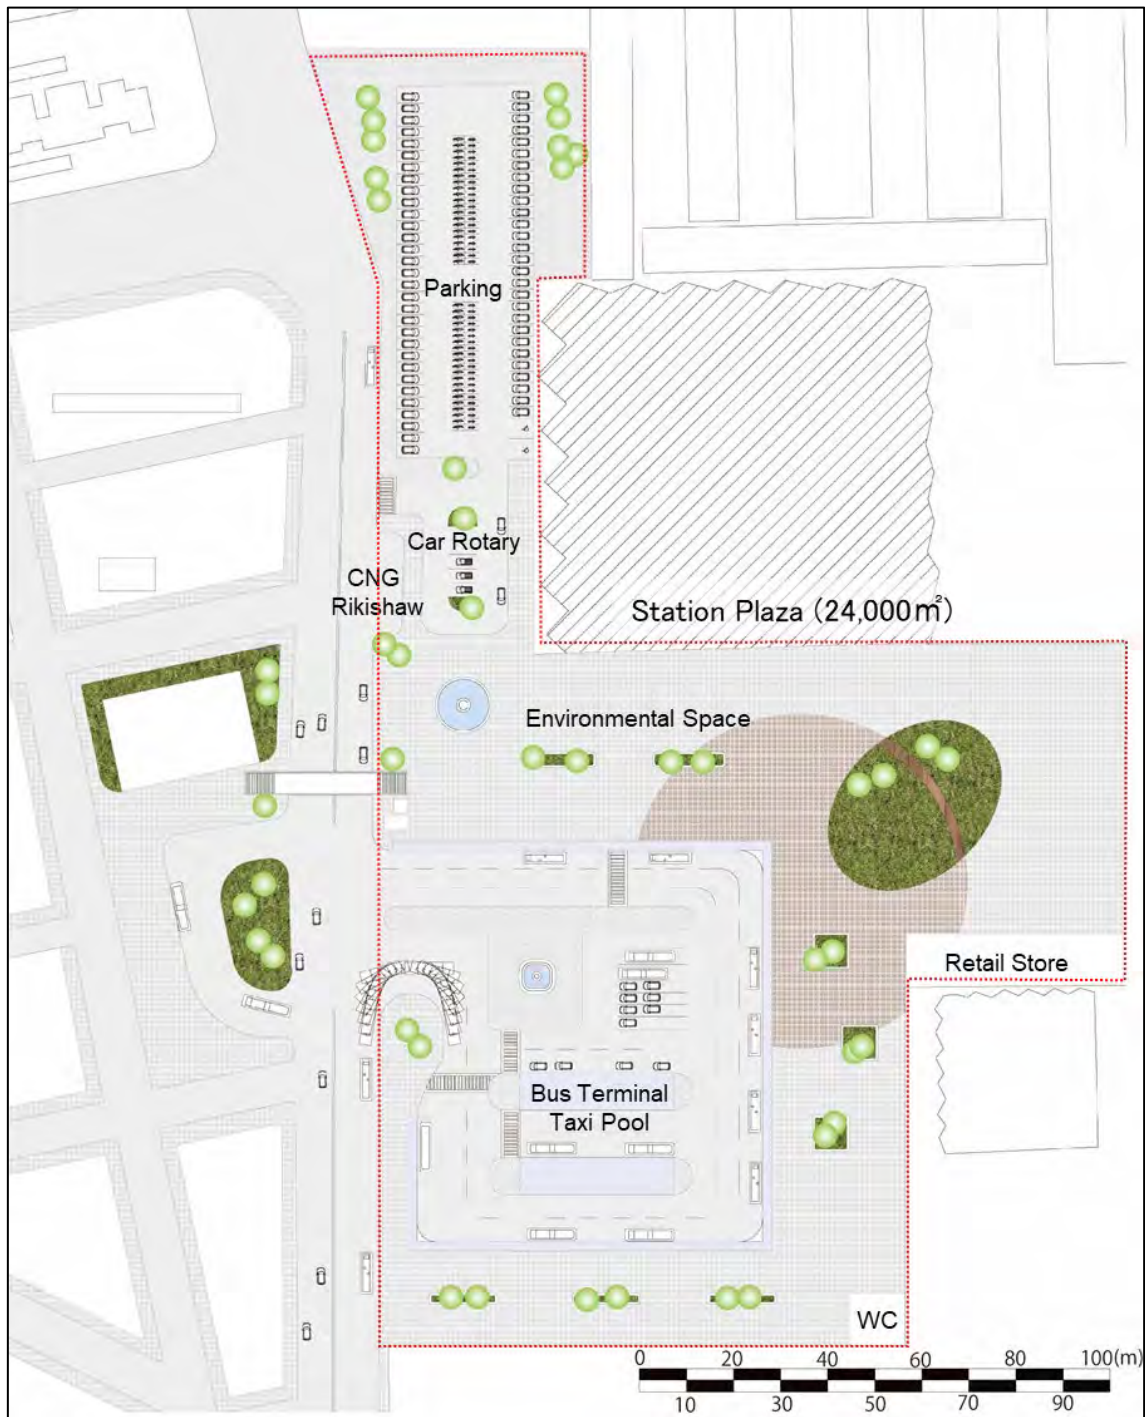 Parking
Car Rotary
CNG
Rikishaw
Station Plaza (24,000㎡)
Environmental Space
Retail Store
Bus Terminal
Taxi Pool
WC
0 20 40 60 80 100(m)
10 30 50 70 90